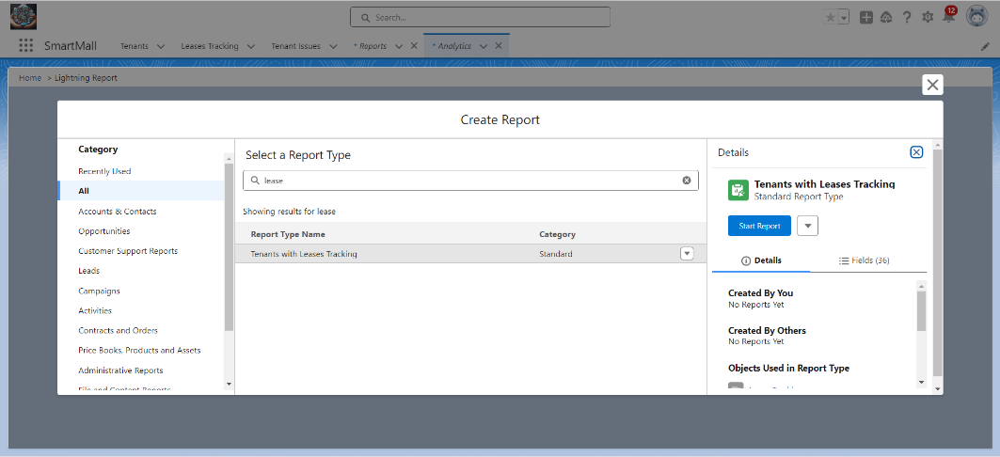 Search...
12
SmartMall
Tenants
Leases Tracking
Tenant Issues
* Reports
* Analytics
Home > Lightning Report
Create Report
Category
Recently Used
All
Accounts & Contacts
Opportunities
Customer Support Reports
Leads
Campaigns
Activities
Contracts and Orders
Price Books, Products and Assets
Administrative Reports
File and Content Reports
Select a Report Type
lease
Showing results for lease
Report Type Name Category
Tenants with Leases Tracking Standard
Details
Tenants with Leases Tracking
Standard Report Type
Start Report
Details
Fields (36)
Created By You
No Reports Yet
Created By Others
No Reports Yet
Objects Used in Report Type